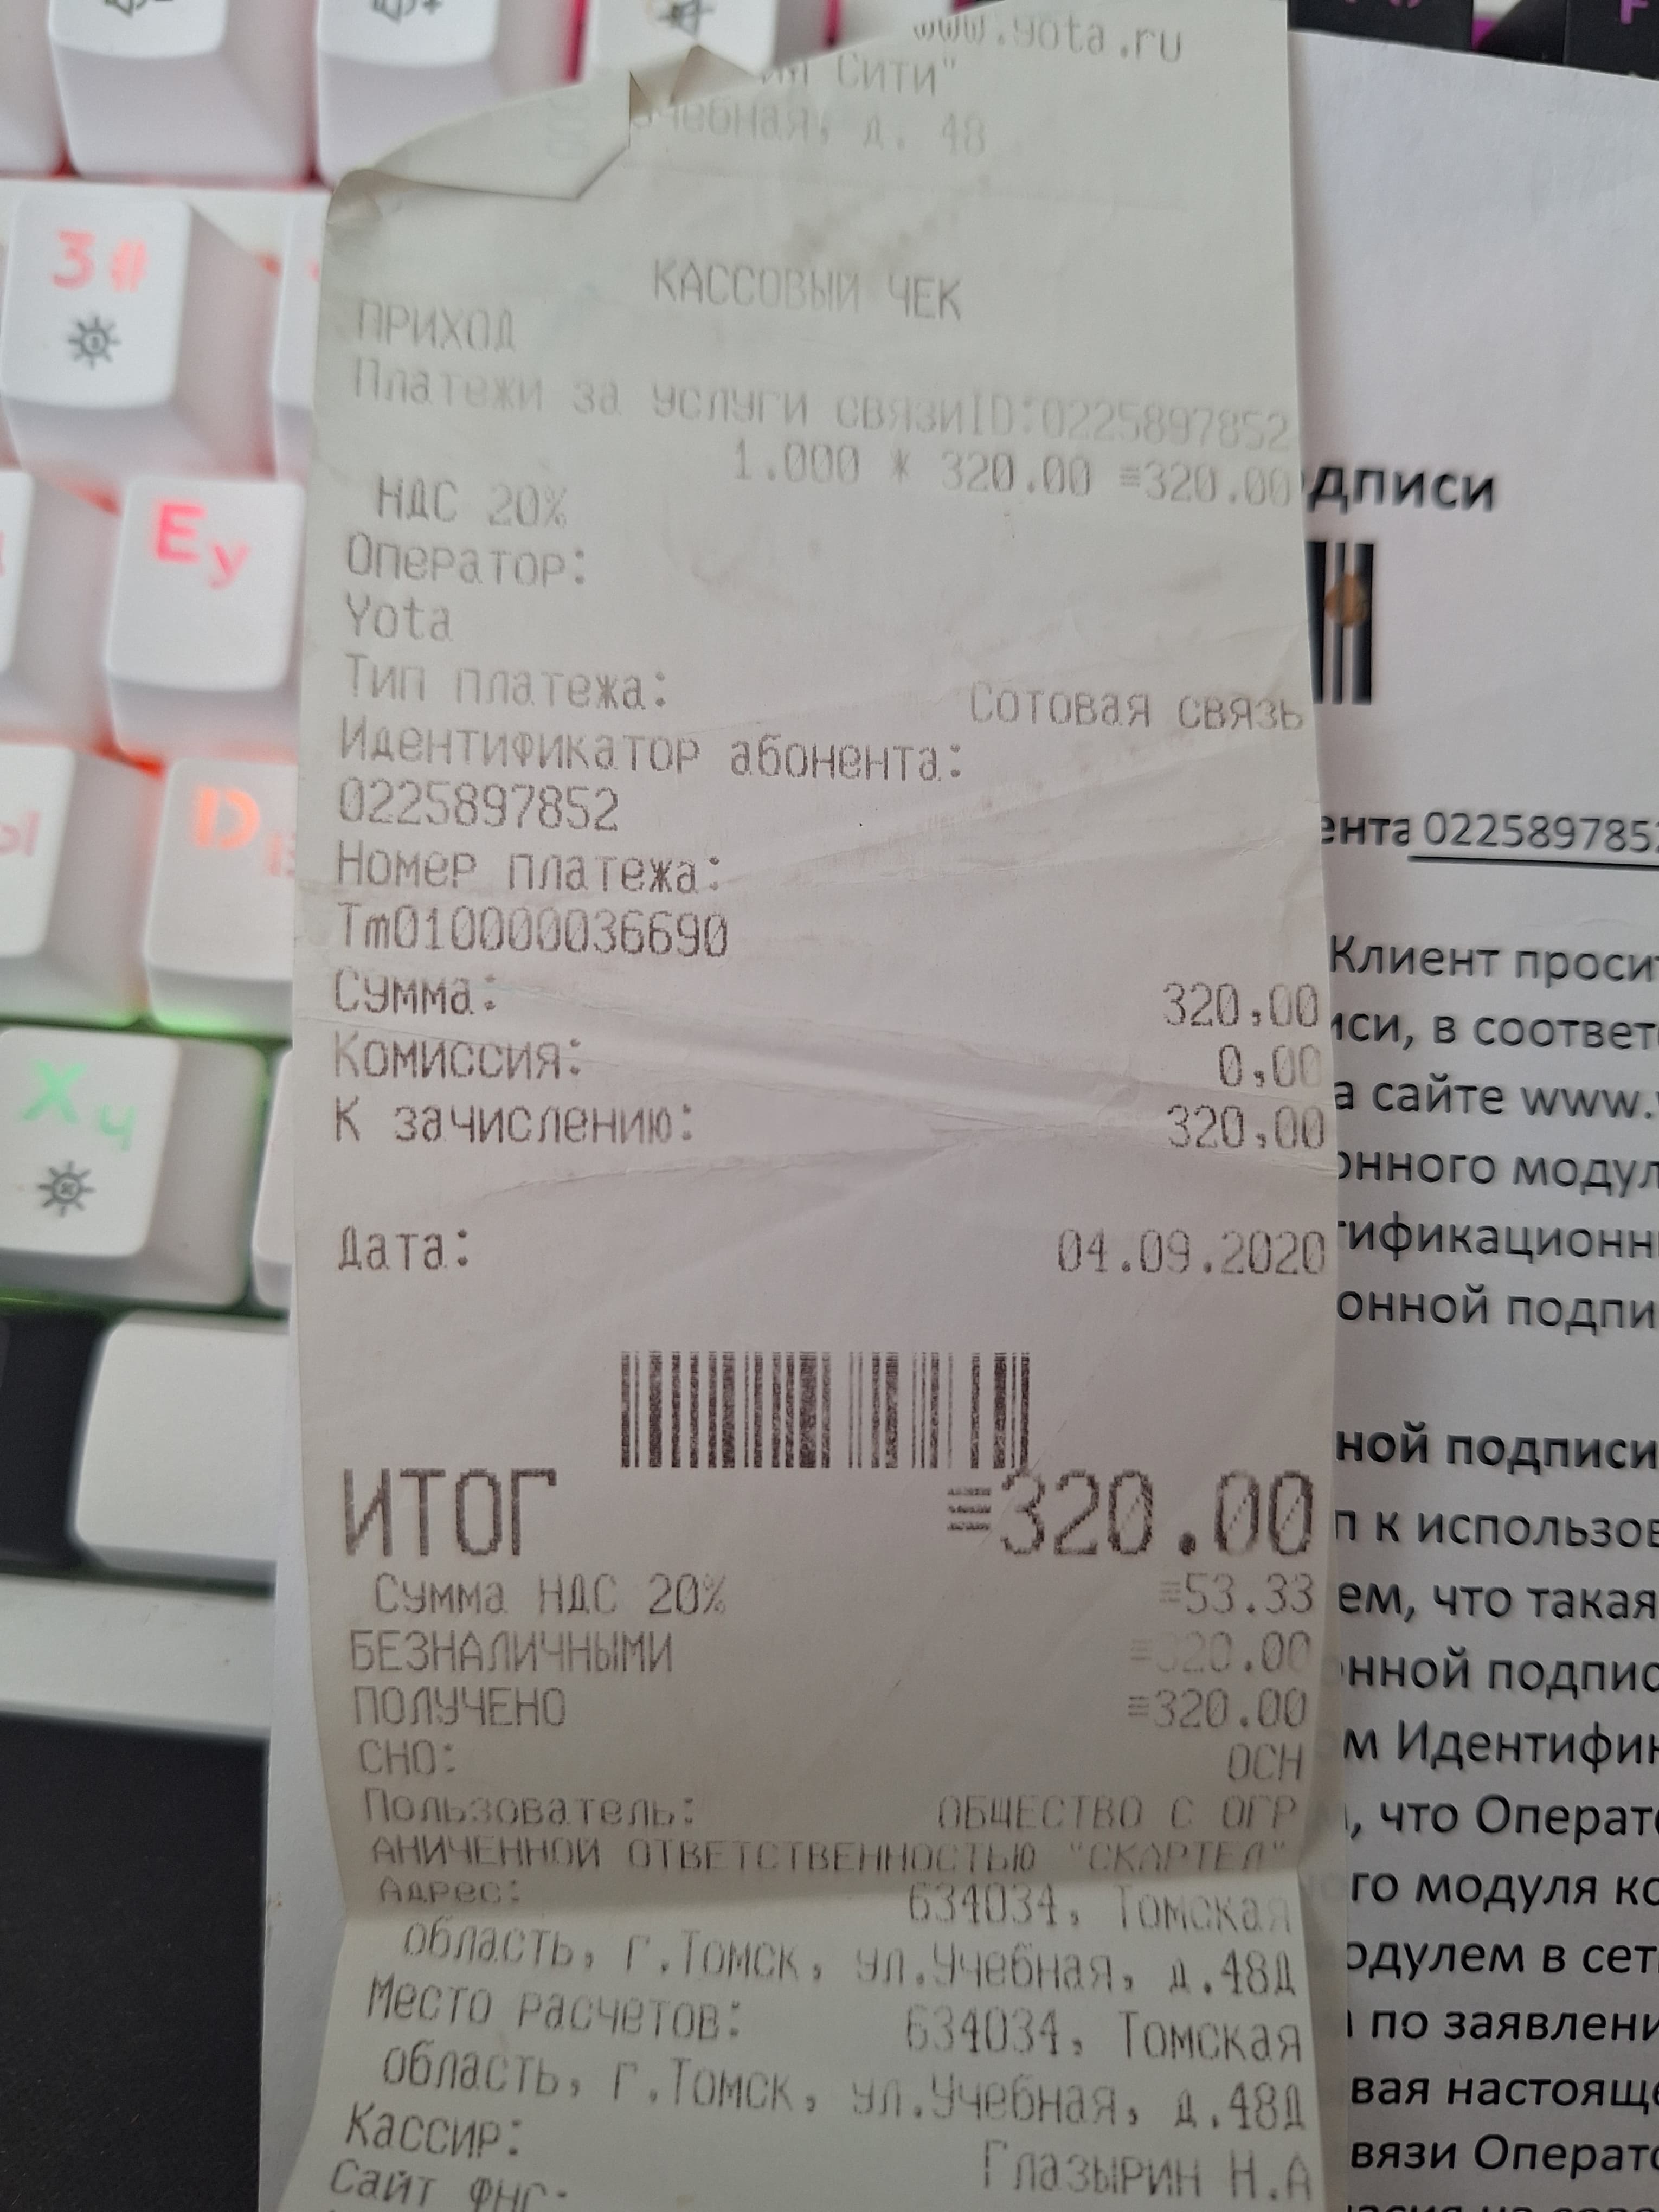 www.yota.ru
Сити"
чебная, д. 48
КАССОВЫЙ ЧЕК
ПРИХОД
Платежи за услуги связиID:0225897852
1.000 * 320.00 ≡320.00
НДС 20%
Оператор:
Yota
Тип платежа: Сотовая связь
Идентификатор абонента:
0225897852
Номер платежа:
Tm010000036690
Сумма: 320,00
Комиссия: 0,00
К зачислению: 320,00
Дата: 04.09.2020
ИТОГ ≡320.00
Сумма НДС 20% ≡53.33
БЕЗНАЛИЧНЫМИ ≡320.00
ПОЛУЧЕНО ≡320.00
СНО: ОСН
Пользователь: ОБЩЕСТВО С ОГР
АНИЧЕННОЙ ОТВЕТСТВЕННОСТЬЮ "СКАРТЕЛ"
Адрес: 634034, Томская
область, г.Томск, ул.Учебная, д.48Д
Место расчетов: 634034, Томская
область, г.Томск, ул.Учебная, д.48Д
Кассир: Глазырин Н.А
Сайт ФНС:
дписи
ента 022589785
Клиент проси
иси, в соответ
а сайте www.
онного модул
тификационн
онной подпи
ной подписи
п к использов
ем, что такая
нной подпис
м Идентифик
, что Операт
го модуля ко
одулем в сет
по заявлени
вая настояще
вязи Операт
3 #
E у
D
X ч